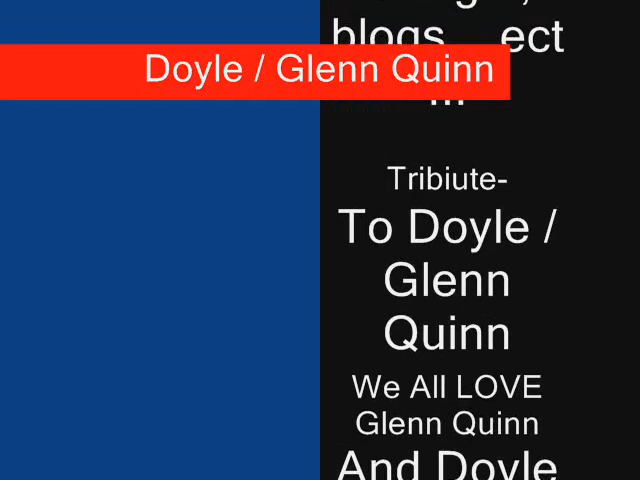 blogs, ect
...
Doyle / Glenn Quinn
Tribiute-
To Doyle /
Glenn
Quinn
We All LOVE
Glenn Quinn
And Doyle